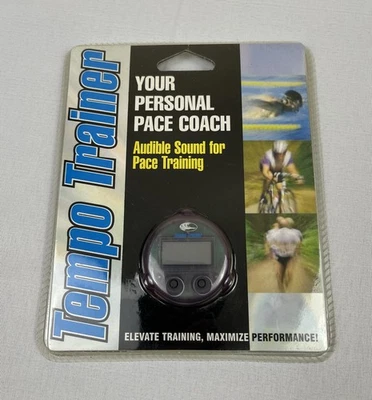 Tempo Trainer
YOUR
PERSONAL
PACE COACH
Audible Sound for
Pace Training
ELEVATE TRAINING, MAXIMIZE PERFORMANCE!